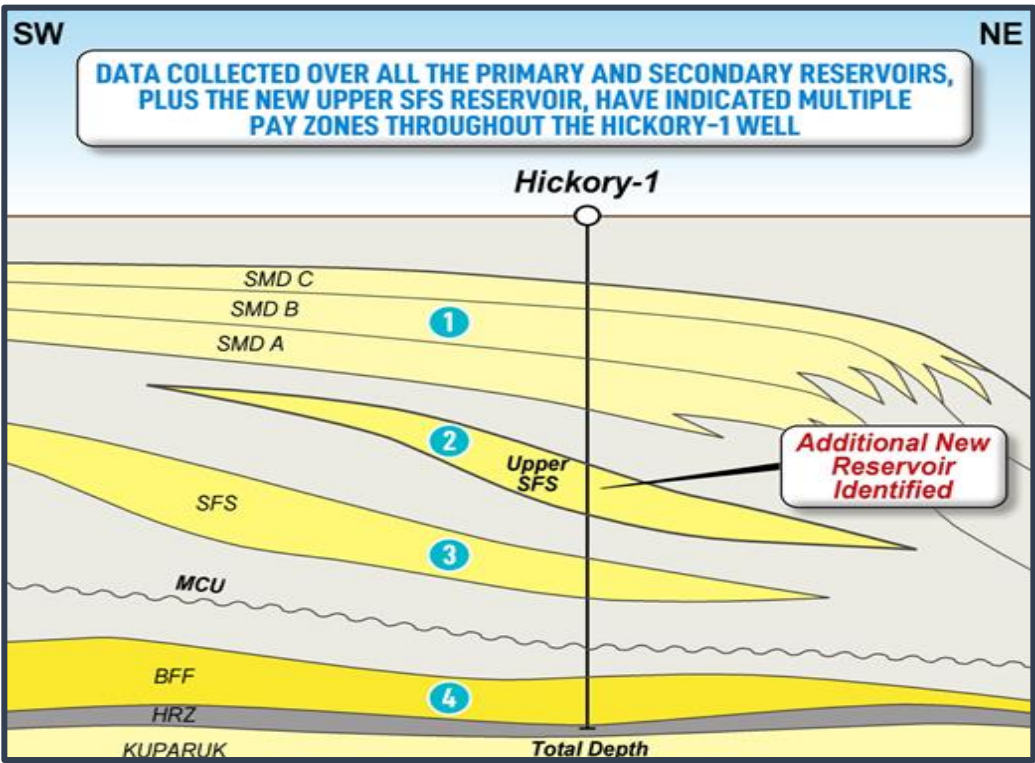 SW
NE
DATA COLLECTED OVER ALL THE PRIMARY AND SECONDARY RESERVOIRS,
PLUS THE NEW UPPER SFS RESERVOIR, HAVE INDICATED MULTIPLE
PAY ZONES THROUGHOUT THE HICKORY-1 WELL
Hickory-1
SMD C
SMD B
1
SMD A
2
Upper
SFS
Additional New
Reservoir
Identified
SFS
3
MCU
BFF
4
HRZ
KUPARUK
Total Depth